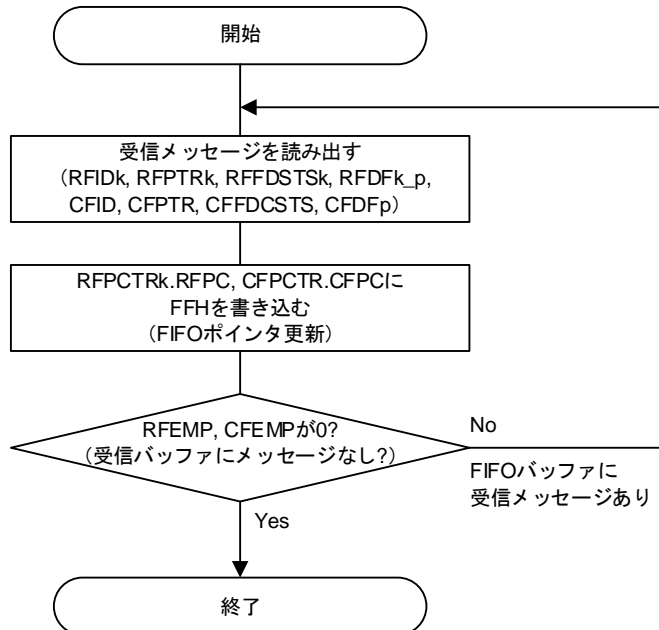 開始
受信メッセージを読み出す
（RFIDk, RFPTRk, RFFDSTSk, RFDFk_p,
CFID, CFPTR, CFFDCSTS, CFDFp）
RFPCTRk.RFPC, CFPCTR.CFPCに
FFHを書き込む
（FIFOポインタ更新）
RFEMP, CFEMPが0?
（受信バッファにメッセージなし?）
No
FIFOバッファに
受信メッセージあり
Yes
終了